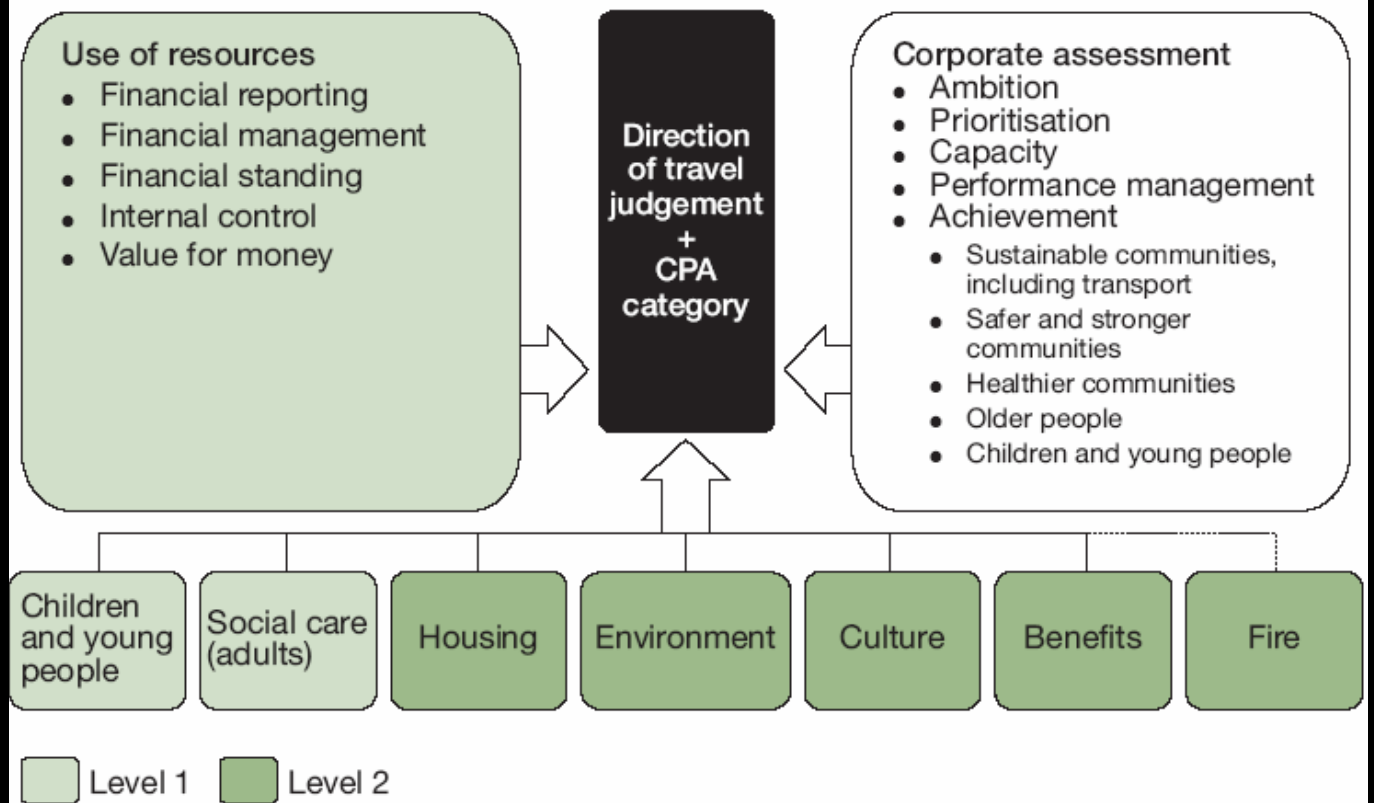 Use of resources
• Financial reporting
• Financial management
• Financial standing
• Internal control
• Value for money
Direction
of travel
judgement
+
CPA
category
Corporate assessment
• Ambition
• Prioritisation
• Capacity
• Performance management
• Achievement
• Sustainable communities,
including transport
• Safer and stronger
communities
• Healthier communities
• Older people
• Children and young people
Children
and young
people
Social care
(adults)
Housing
Environment
Culture
Benefits
Fire
Level 1
Level 2